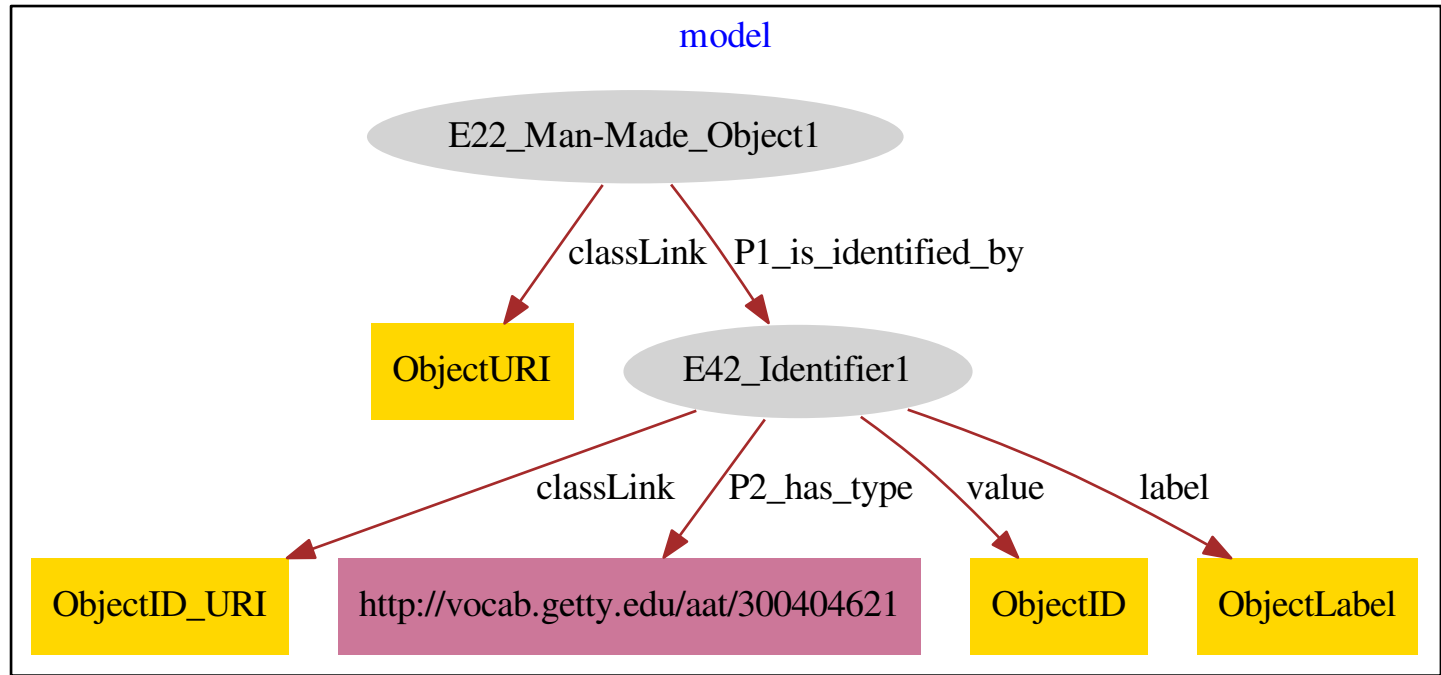 model
E22_Man-Made_Object1
classLink
P1_is_identified_by
ObjectURI
E42_Identifier1
classLink
P2_has_type
value
label
ObjectID_URI
http://vocab.getty.edu/aat/300404621
ObjectID
ObjectLabel